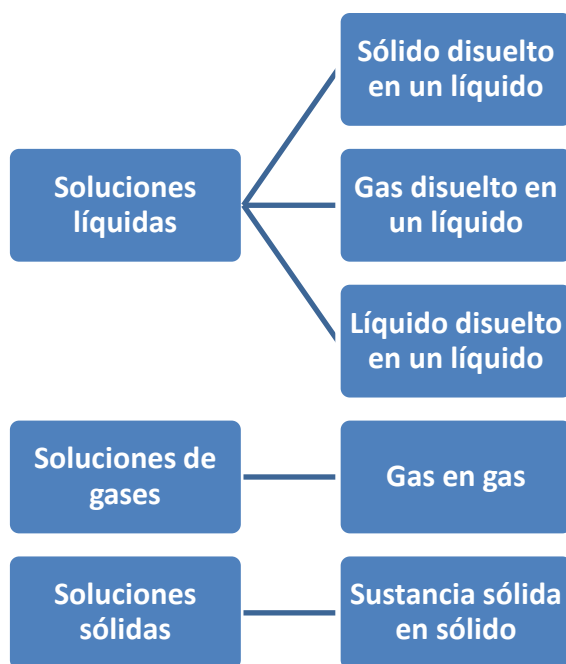 Soluciones
líquidas
Sólido disuelto
en un líquido
Gas disuelto en
un líquido
Líquido disuelto
en un líquido
Soluciones de
gases
Gas en gas
Soluciones
sólidas
Sustancia sólida
en sólido